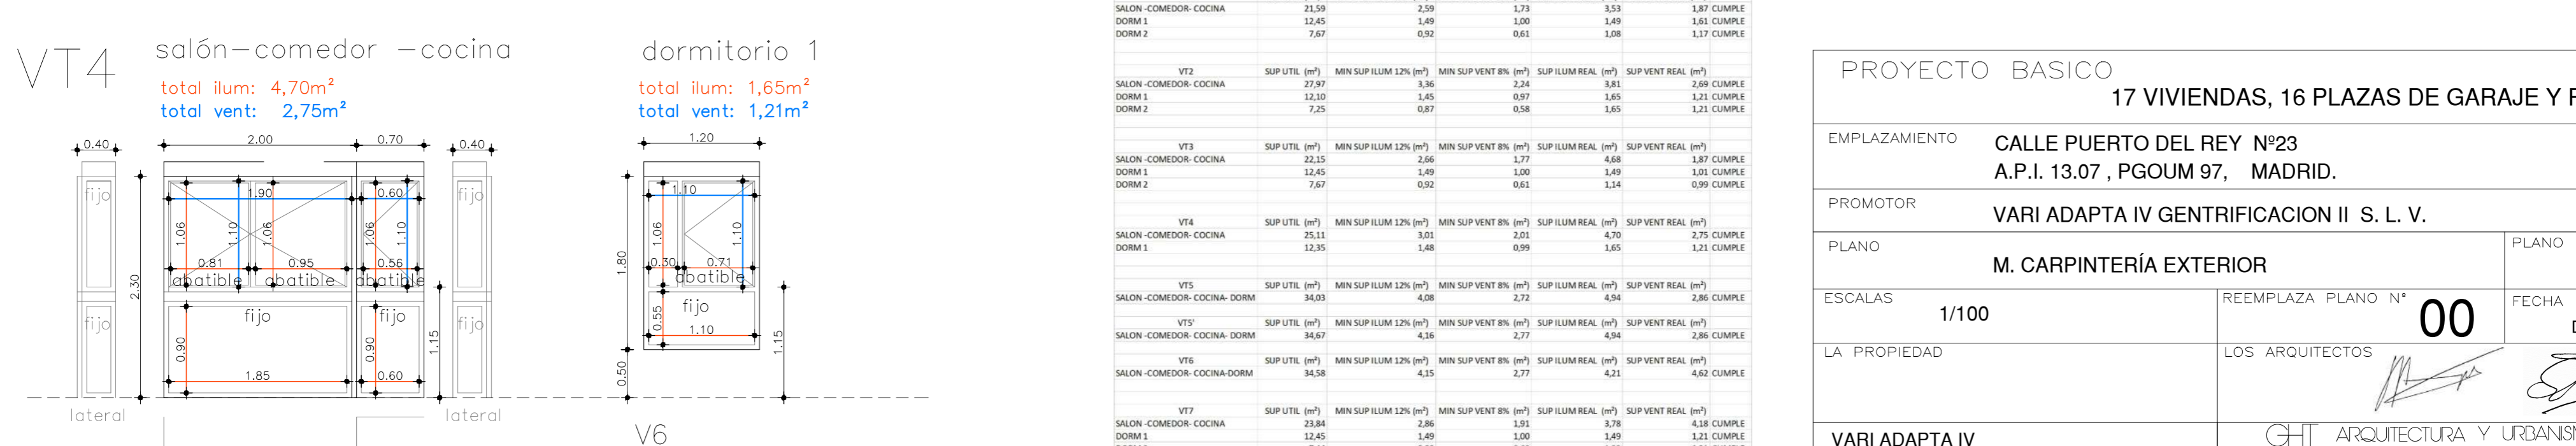 VT4
salón-comedor -cocina
total ilum: 4,70m²
total vent: 2,75m²
dormitorio 1
total ilum: 1,65m²
total vent: 1,21m²
0.40
2.00
0.70
0.40
1.20
fijo
1.90
0.60
fijo
1.10
1.06
1.10
1.06
1.06
1.10
1.06
1.10
0.81
0.95
0.56
0.30
0.71
abatible
abatible
abatible
abatible
2.30
1.80
fijo
fijo
fijo
fijo
fijo
0.55
1.10
0.90
0.90
1.15
1.15
1.85
0.60
0.50
lateral
lateral
V6
SALON -COMEDOR- COCINA 21,59 2,59 1,73 3,53 1,87 CUMPLE
DORM 1 12,45 1,49 1,00 1,49 1,61 CUMPLE
DORM 2 7,67 0,92 0,61 1,08 1,17 CUMPLE
VT2 SUP UTIL (m²) MIN SUP ILUM 12% (m²) MIN SUP VENT 8% (m²) SUP ILUM REAL (m²) SUP VENT REAL (m²)
SALON -COMEDOR- COCINA 27,97 3,36 2,24 3,81 2,69 CUMPLE
DORM 1 12,10 1,45 0,97 1,65 1,21 CUMPLE
DORM 2 7,25 0,87 0,58 1,65 1,21 CUMPLE
VT3 SUP UTIL (m²) MIN SUP ILUM 12% (m²) MIN SUP VENT 8% (m²) SUP ILUM REAL (m²) SUP VENT REAL (m²)
SALON -COMEDOR- COCINA 22,15 2,66 1,77 4,68 1,87 CUMPLE
DORM 1 12,45 1,49 1,00 1,49 1,01 CUMPLE
DORM 2 7,67 0,92 0,61 1,14 0,99 CUMPLE
VT4 SUP UTIL (m²) MIN SUP ILUM 12% (m²) MIN SUP VENT 8% (m²) SUP ILUM REAL (m²) SUP VENT REAL (m²)
SALON -COMEDOR- COCINA 25,11 3,01 2,01 4,70 2,75 CUMPLE
DORM 1 12,35 1,48 0,99 1,65 1,21 CUMPLE
VT5 SUP UTIL (m²) MIN SUP ILUM 12% (m²) MIN SUP VENT 8% (m²) SUP ILUM REAL (m²) SUP VENT REAL (m²)
SALON -COMEDOR- COCINA- DORM 34,03 4,08 2,72 4,94 2,86 CUMPLE
VT5' SUP UTIL (m²) MIN SUP ILUM 12% (m²) MIN SUP VENT 8% (m²) SUP ILUM REAL (m²) SUP VENT REAL (m²)
SALON -COMEDOR- COCINA- DORM 34,67 4,16 2,77 4,94 2,86 CUMPLE
VT6 SUP UTIL (m²) MIN SUP ILUM 12% (m²) MIN SUP VENT 8% (m²) SUP ILUM REAL (m²) SUP VENT REAL (m²)
SALON -COMEDOR- COCINA-DORM 34,58 4,15 2,77 4,21 4,62 CUMPLE
VT7 SUP UTIL (m²) MIN SUP ILUM 12% (m²) MIN SUP VENT 8% (m²) SUP ILUM REAL (m²) SUP VENT REAL (m²)
SALON -COMEDOR- COCINA 23,84 2,86 1,91 3,78 4,18 CUMPLE
DORM 1 12,45 1,49 1,00 1,49 1,21 CUMPLE
PROYECTO BASICO
17 VIVIENDAS, 16 PLAZAS DE GARAJE Y
EMPLAZAMIENTO CALLE PUERTO DEL REY Nº23
A.P.I. 13.07 , PGOUM 97, MADRID.
PROMOTOR VARI ADAPTA IV GENTRIFICACION II S. L. V.
PLANO M. CARPINTERÍA EXTERIOR PLANO
ESCALAS 1/100 REEMPLAZA PLANO Nº 00 FECHA
LA PROPIEDAD LOS ARQUITECTOS
VARI ADAPTA IV GHT ARQUITECTURA Y